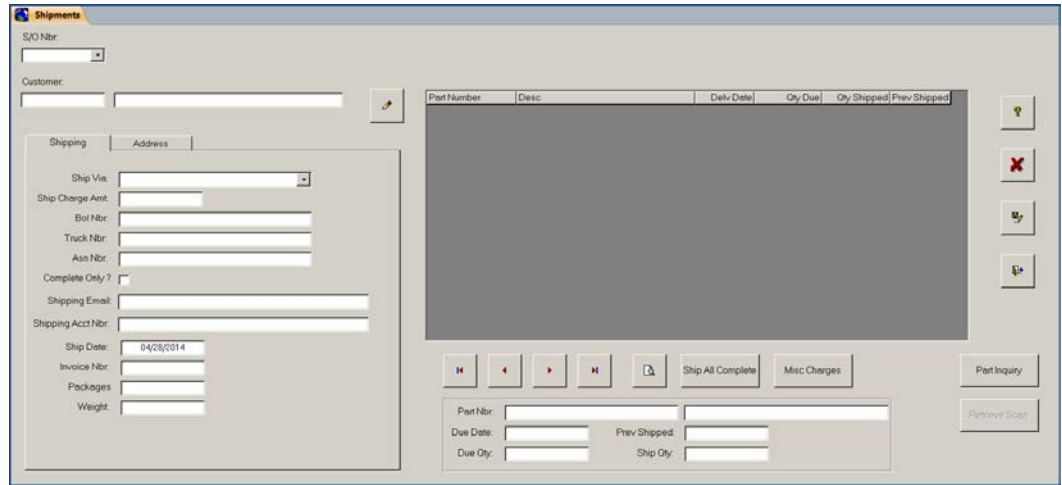 Shipments
S/O Nbr:
Customer:
Shipping Address
Ship Via:
Ship Charge Amt:
Bol Nbr:
Truck Nbr:
Asn Nbr:
Complete Only ?
Shipping Email:
Shipping Acct Nbr:
Ship Date: 04/28/2014
Invoice Nbr:
Packages
Weight:
Part Number Desc Delv Date Qty Due Qty Shipped Prev Shipped
Ship All Complete Misc Charges Part Inquiry
Retrieve Scan
Part Nbr:
Due Date: Prev Shipped:
Due Qty: Ship Qty: